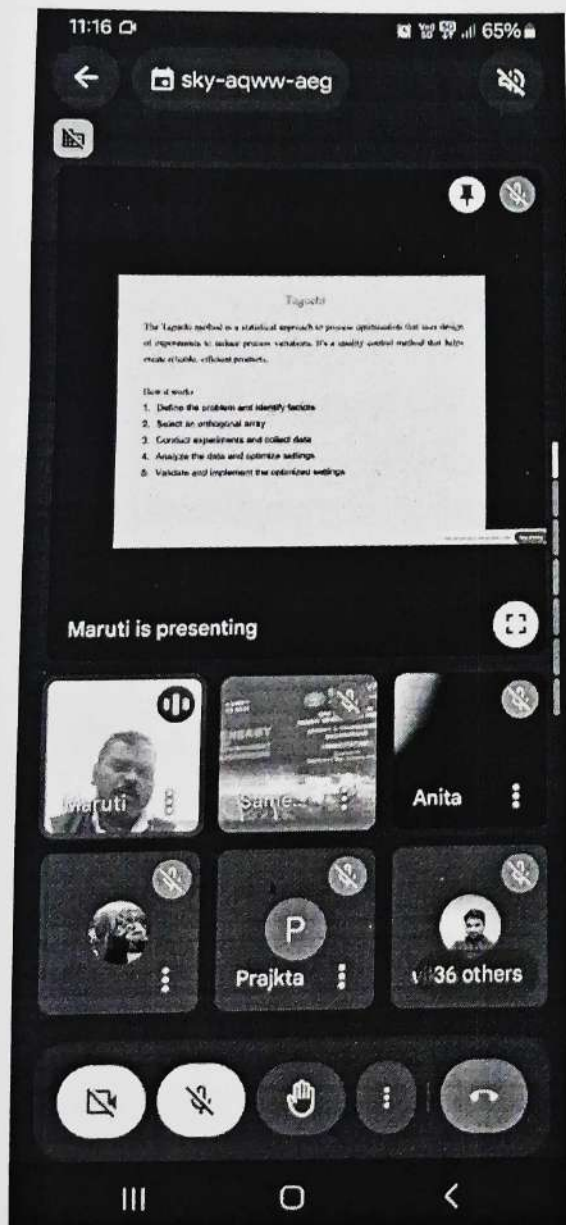 11:16
65%
sky-aqww-aeg
Taguchi
The Taguchi method is a statistical approach to process optimization that uses design
of experiments to reduce process variations. It's a quality control method that helps
create reliable, efficient products.
How it works
1. Define the problem and identify factors
2. Select an orthogonal array
3. Conduct experiments and collect data
4. Analyze the data and optimize settings
5. Validate and implement the optimized settings
Maruti is presenting
Maruti
Same...
Anita
P
Prajkta
36 others